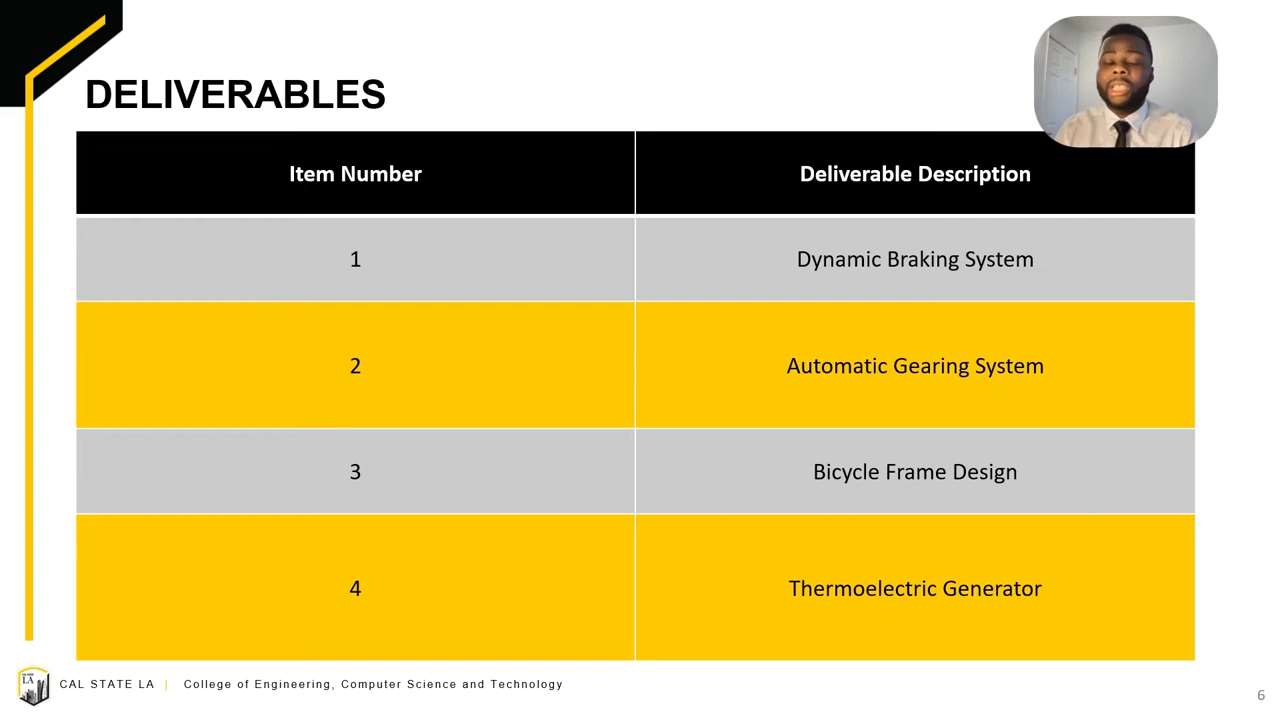 DELIVERABLES
Item Number
Deliverable Description
1
Dynamic Braking System
2
Automatic Gearing System
3
Bicycle Frame Design
4
Thermoelectric Generator
LA
CAL STATE LA | College of Engineering, Computer Science and Technology
6